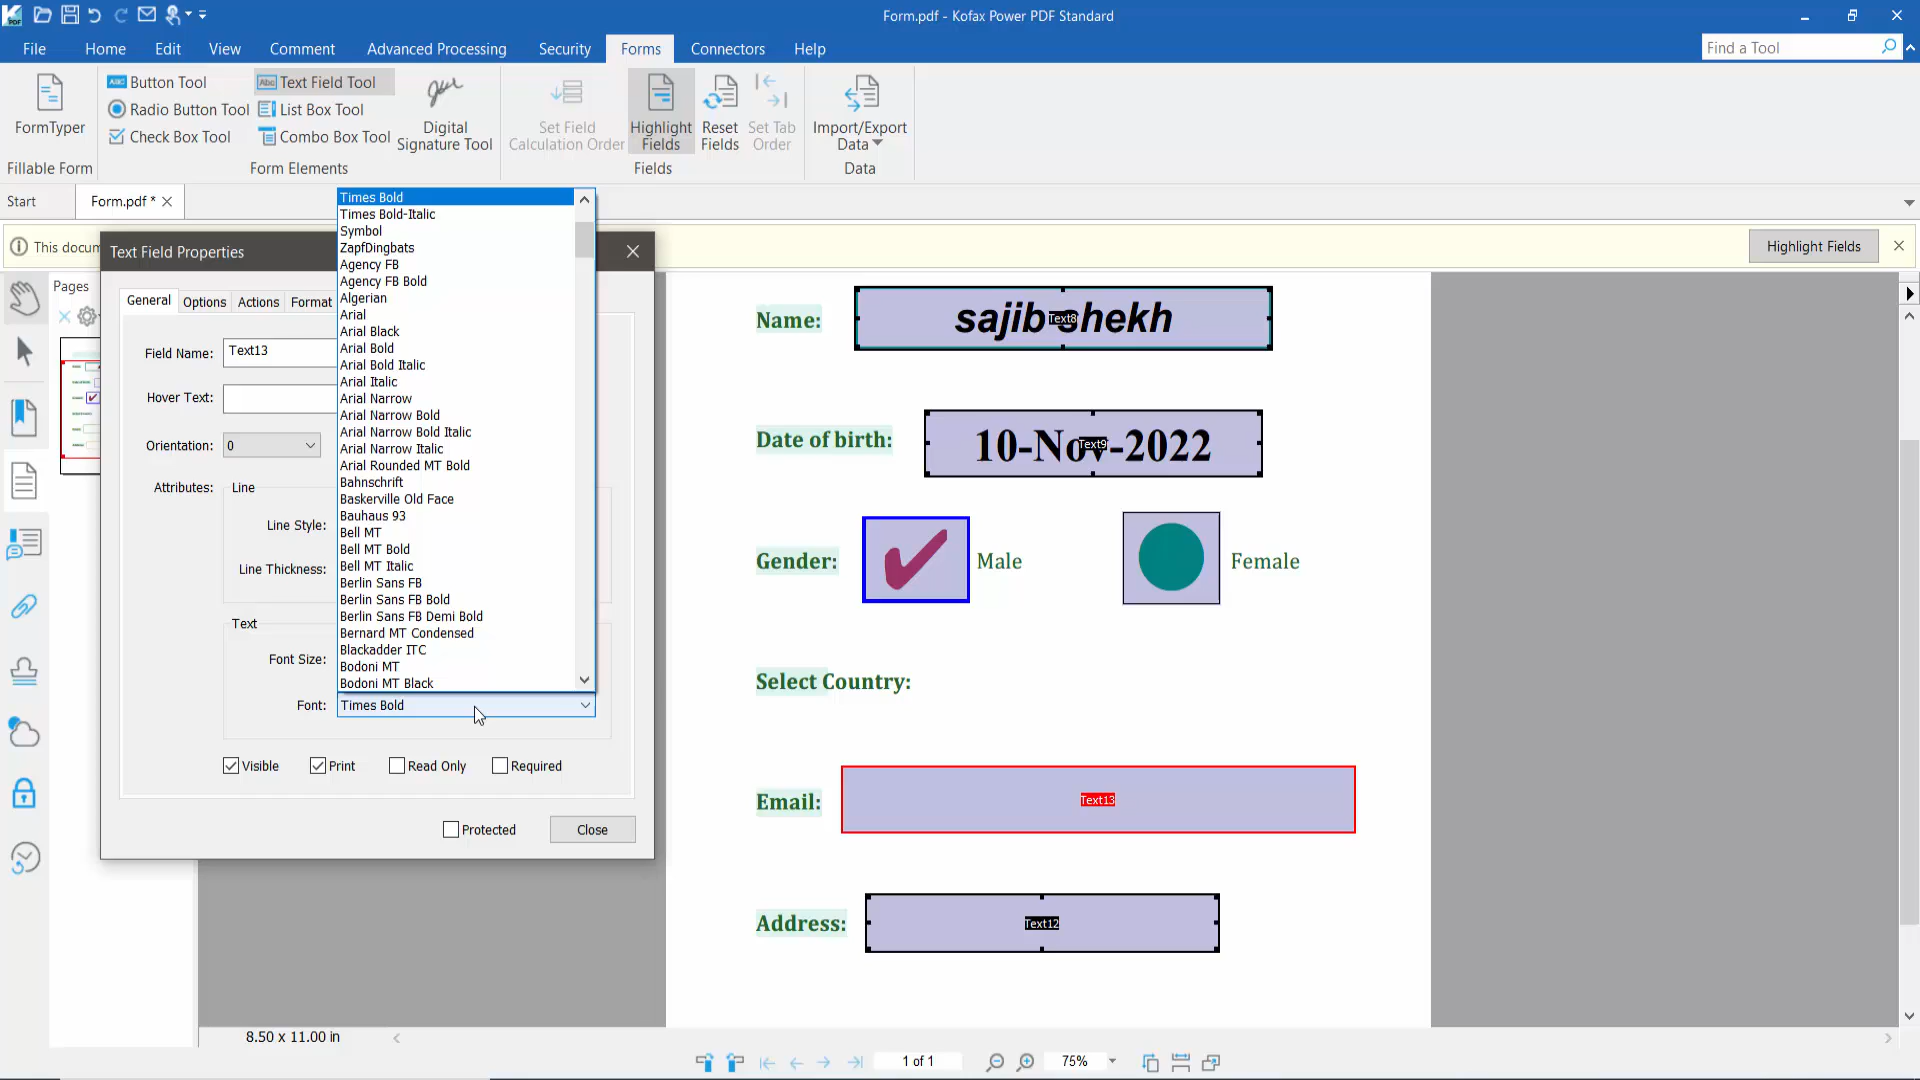 Form.pdf - Kofax Power PDF Standard
File Home Edit View Comment Advanced Processing Security Forms Connectors Help
Find a Tool
FormTyper
Fillable Form
Button Tool
Radio Button Tool
Check Box Tool
Text Field Tool
List Box Tool
Combo Box Tool
Form Elements
Digital
Signature Tool
Set Field
Calculation Order
Highlight
Fields
Reset
Fields
Set Tab
Order
Fields
Import/Export
Data
Data
Start
Form.pdf *
This docum
Highlight Fields
Pages
Text Field Properties
General Options Actions Format
Field Name: Text13
Hover Text:
Orientation: 0
Attributes: Line
Line Style:
Line Thickness:
Text
Font Size:
Font: Times Bold
Times Bold
Times Bold-Italic
Symbol
ZapfDingbats
Agency FB
Agency FB Bold
Algerian
Arial
Arial Black
Arial Bold
Arial Bold Italic
Arial Italic
Arial Narrow
Arial Narrow Bold
Arial Narrow Bold Italic
Arial Narrow Italic
Arial Rounded MT Bold
Bahnschrift
Baskerville Old Face
Bauhaus 93
Bell MT
Bell MT Bold
Bell MT Italic
Berlin Sans FB
Berlin Sans FB Bold
Berlin Sans FB Demi Bold
Bernard MT Condensed
Blackadder ITC
Bodoni MT
Bodoni MT Black
Visible Print Read Only Required
Protected Close
Name: sajib shekh
Text8
Date of birth: 10-Nov-2022
Text9
Gender: Male Female
Select Country:
Email: Text13
Address: Text12
8.50 x 11.00 in
1 of 1
75%